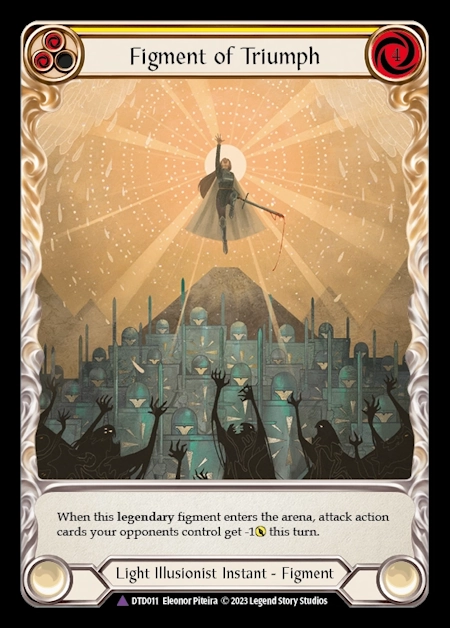 Figment of Triumph
4
When this legendary figment enters the arena, attack action
cards your opponents control get -1 this turn.
Light Illusionist Instant - Figment
DTD011 Eleonor Piteira © 2023 Legend Story Studios